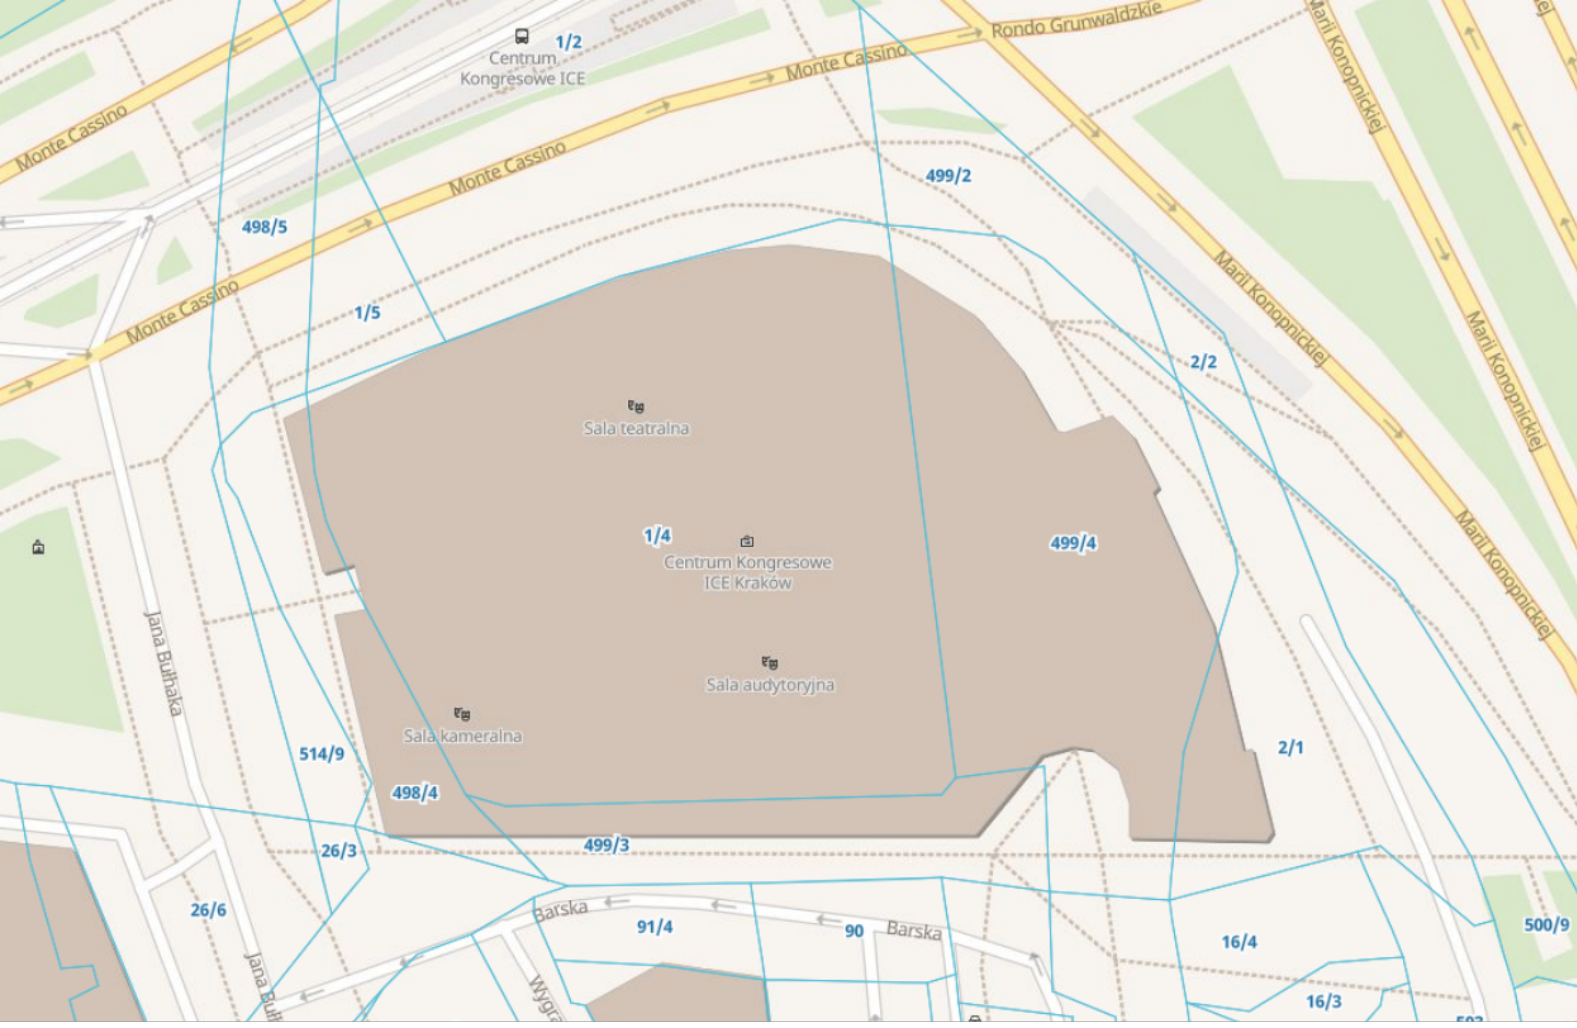 1/2
Centrum
Kongresowe ICE
Rondo Grunwaldzkie
Marii Konopnickiej
Monte Cassino
Monte Cassino
Monte Cassino
499/2
498/5
Monte Cassino
1/5
Marii Konopnickiej
2/2
Marii Konopnickiej
Sala teatralna
1/4
499/4
Centrum Kongresowe
ICE Kraków
Marii Konopnickiej
Jana Bułhaka
Sala audytoryjna
Sala kameralna
514/9
2/1
498/4
499/3
26/3
26/6
Barska
91/4
90
Barska
16/4
500/9
16/3